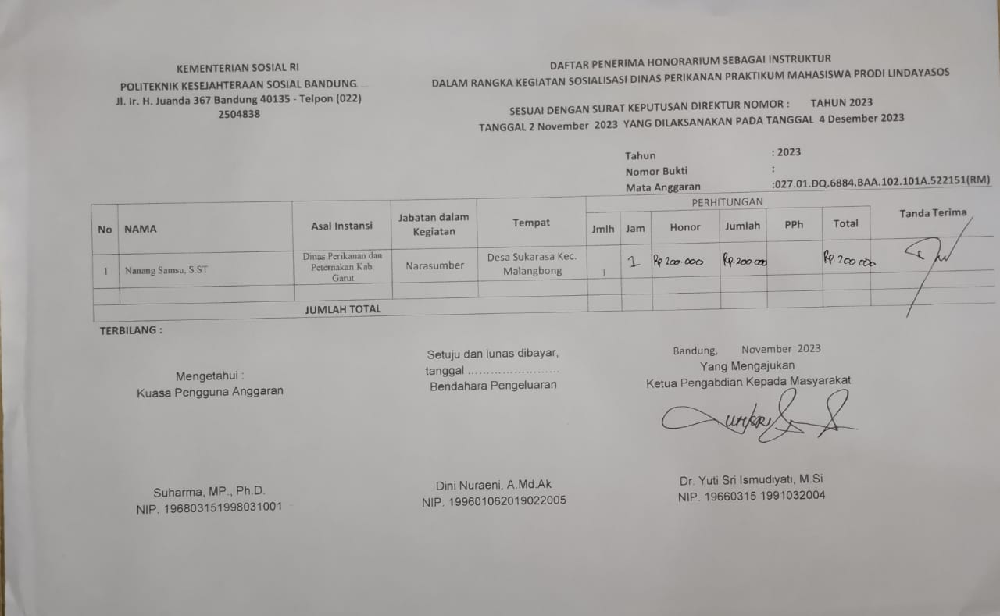 KEMENTERIAN SOSIAL RI
POLITEKNIK KESEJAHTERAAN SOSIAL BANDUNG
Jl. Ir. H. Juanda 367 Bandung 40135 - Telpon (022)
2504838
DAFTAR PENERIMA HONORARIUM SEBAGAI INSTRUKTUR
DALAM RANGKA KEGIATAN SOSIALISASI DINAS PERIKANAN PRAKTIKUM MAHASISWA PRODI LINDAYASOS
SESUAI DENGAN SURAT KEPUTUSAN DIREKTUR NOMOR : TAHUN 2023
TANGGAL 2 November 2023 YANG DILAKSANAKAN PADA TANGGAL 4 Desember 2023
Tahun : 2023
Nomor Bukti :
Mata Anggaran :027.01.DQ.6884.BAA.102.101A.522151(RM)
No NAMA Asal Instansi Jabatan dalam Kegiatan Tempat PERHITUNGAN Tanda Terima
Jmlh Jam Honor Jumlah PPh Total
1 Nanang Samsu, S.ST Dinas Perikanan dan Peternakan Kab. Garut Narasumber Desa Sukarasa Kec. Malangbong 1 1 Rp 200.000 Rp.200.000 Rp.200.000
JUMLAH TOTAL
TERBILANG :
Mengetahui :
Kuasa Pengguna Anggaran
Suharma, MP., Ph.D.
NIP. 196803151998031001
Setuju dan lunas dibayar,
tanggal ........................
Bendahara Pengeluaran
Dini Nuraeni, A.Md.Ak
NIP. 199601062019022005
Bandung, November 2023
Yang Mengajukan
Ketua Pengabdian Kepada Masyarakat
Dr. Yuti Sri Ismudiyati, M.Si
NIP. 19660315 1991032004